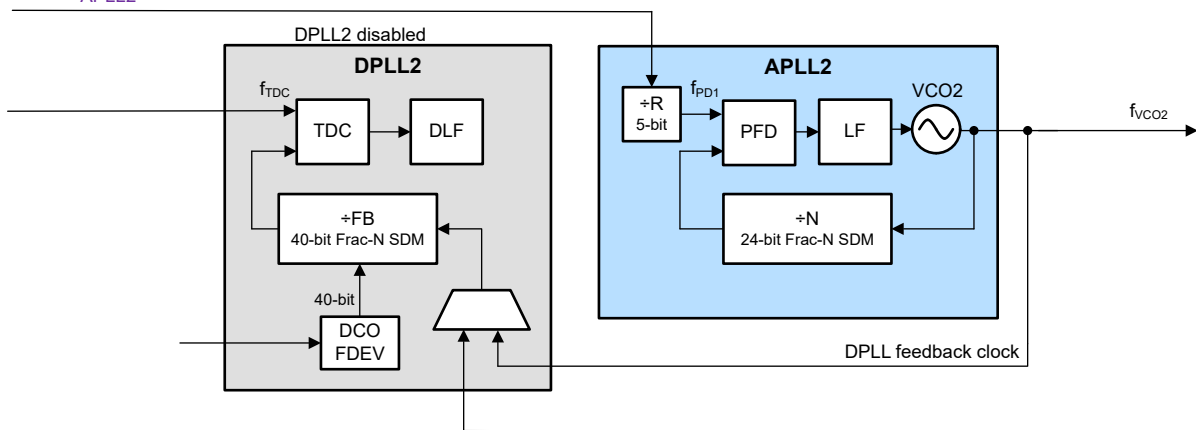 APLL2
DPLL2 disabled
DPLL2
APLL2
fTDC
TDC
DLF
÷R
5-bit
fPD1
PFD
LF
VCO2
fVCO2
÷FB
40-bit Frac-N SDM
÷N
24-bit Frac-N SDM
40-bit
DCO
FDEV
DPLL feedback clock